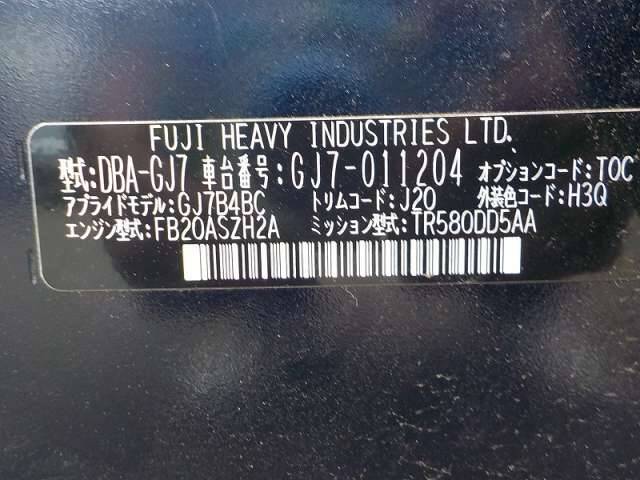 FUJI HEAVY INDUSTRIES LTD.
型式:DBA-GJ7 車台番号:GJ7-011204 オプションコード:TOC
アプライドモデル:GJ7B4BC トリムコード:J20 外装色コード:H3Q
エンジン型式:FB20ASZH2A ミッション型式:TR580DD5AA